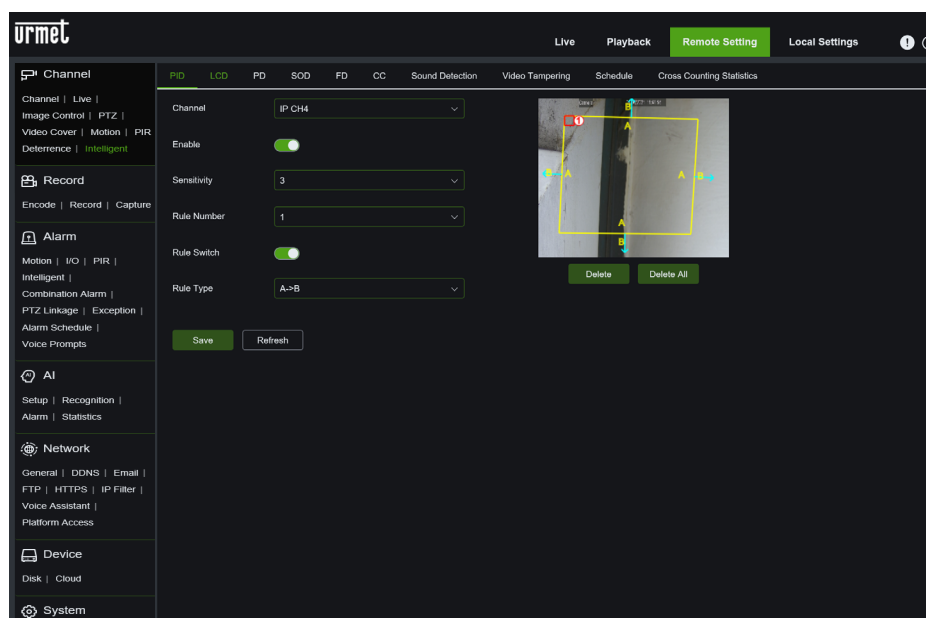 urmet
Live Playback Remote Setting Local Settings
Channel
Channel | Live |
Image Control | PTZ |
Video Cover | Motion | PIR
Deterrence | Intelligent
Record
Encode | Record | Capture
Alarm
Motion | I/O | PIR |
Intelligent |
Combination Alarm |
PTZ Linkage | Exception |
Alarm Schedule |
Voice Prompts
AI
Setup | Recognition |
Alarm | Statistics
Network
General | DDNS | Email |
FTP | HTTPS | IP Filter |
Voice Assistant |
Platform Access
Device
Disk | Cloud
System
PID LCD PD SOD FD CC Sound Detection Video Tampering Schedule Cross Counting Statistics
Channel IP CH4
Enable
Sensitivity 3
Rule Number 1
Rule Switch
Rule Type A->B
Save Refresh
B
1 A
B A A B
A
B
Delete Delete All